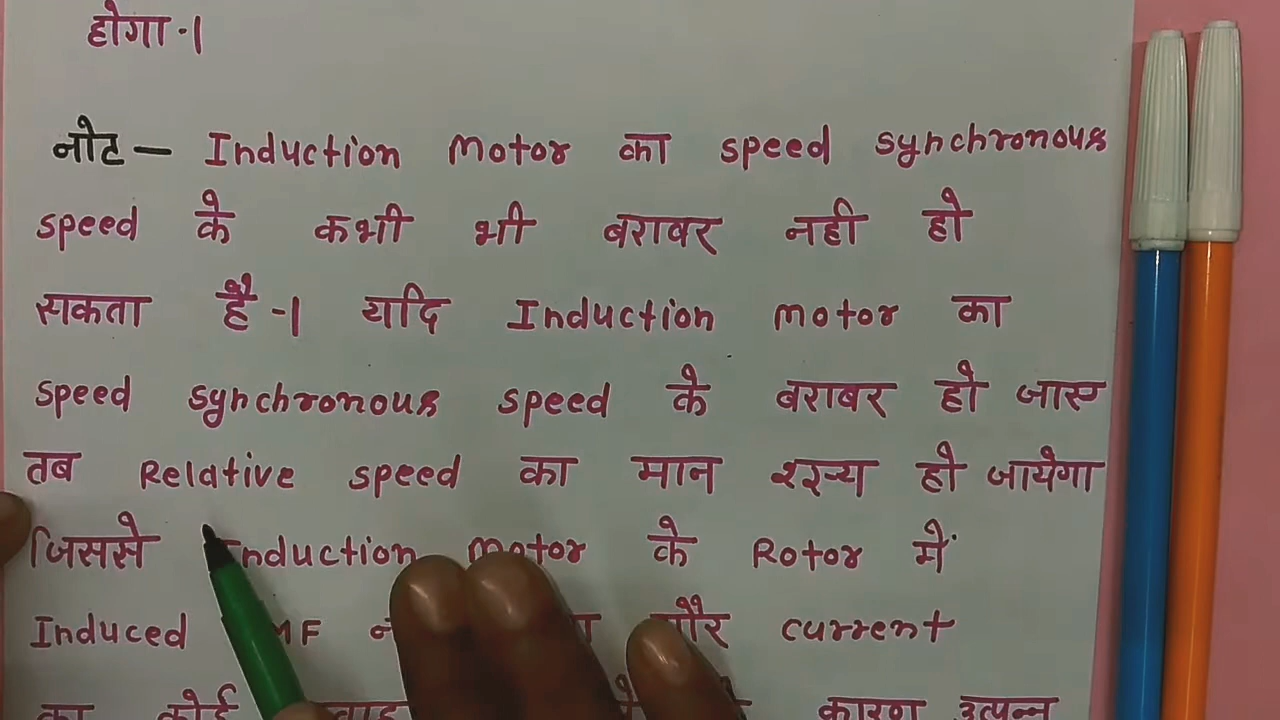 होगा-।
नोट- Induction Motor का speed synchronous
speed के कभी भी बराबर नही हो
सकता है-। यदि Induction motor का
speed synchronous speed के बराबर हो जाए
तब Relative speed का मान शून्य हो जायेगा
जिससे Induction Motor के Rotor में
Induced और current
का कोई कारण उत्पन्न